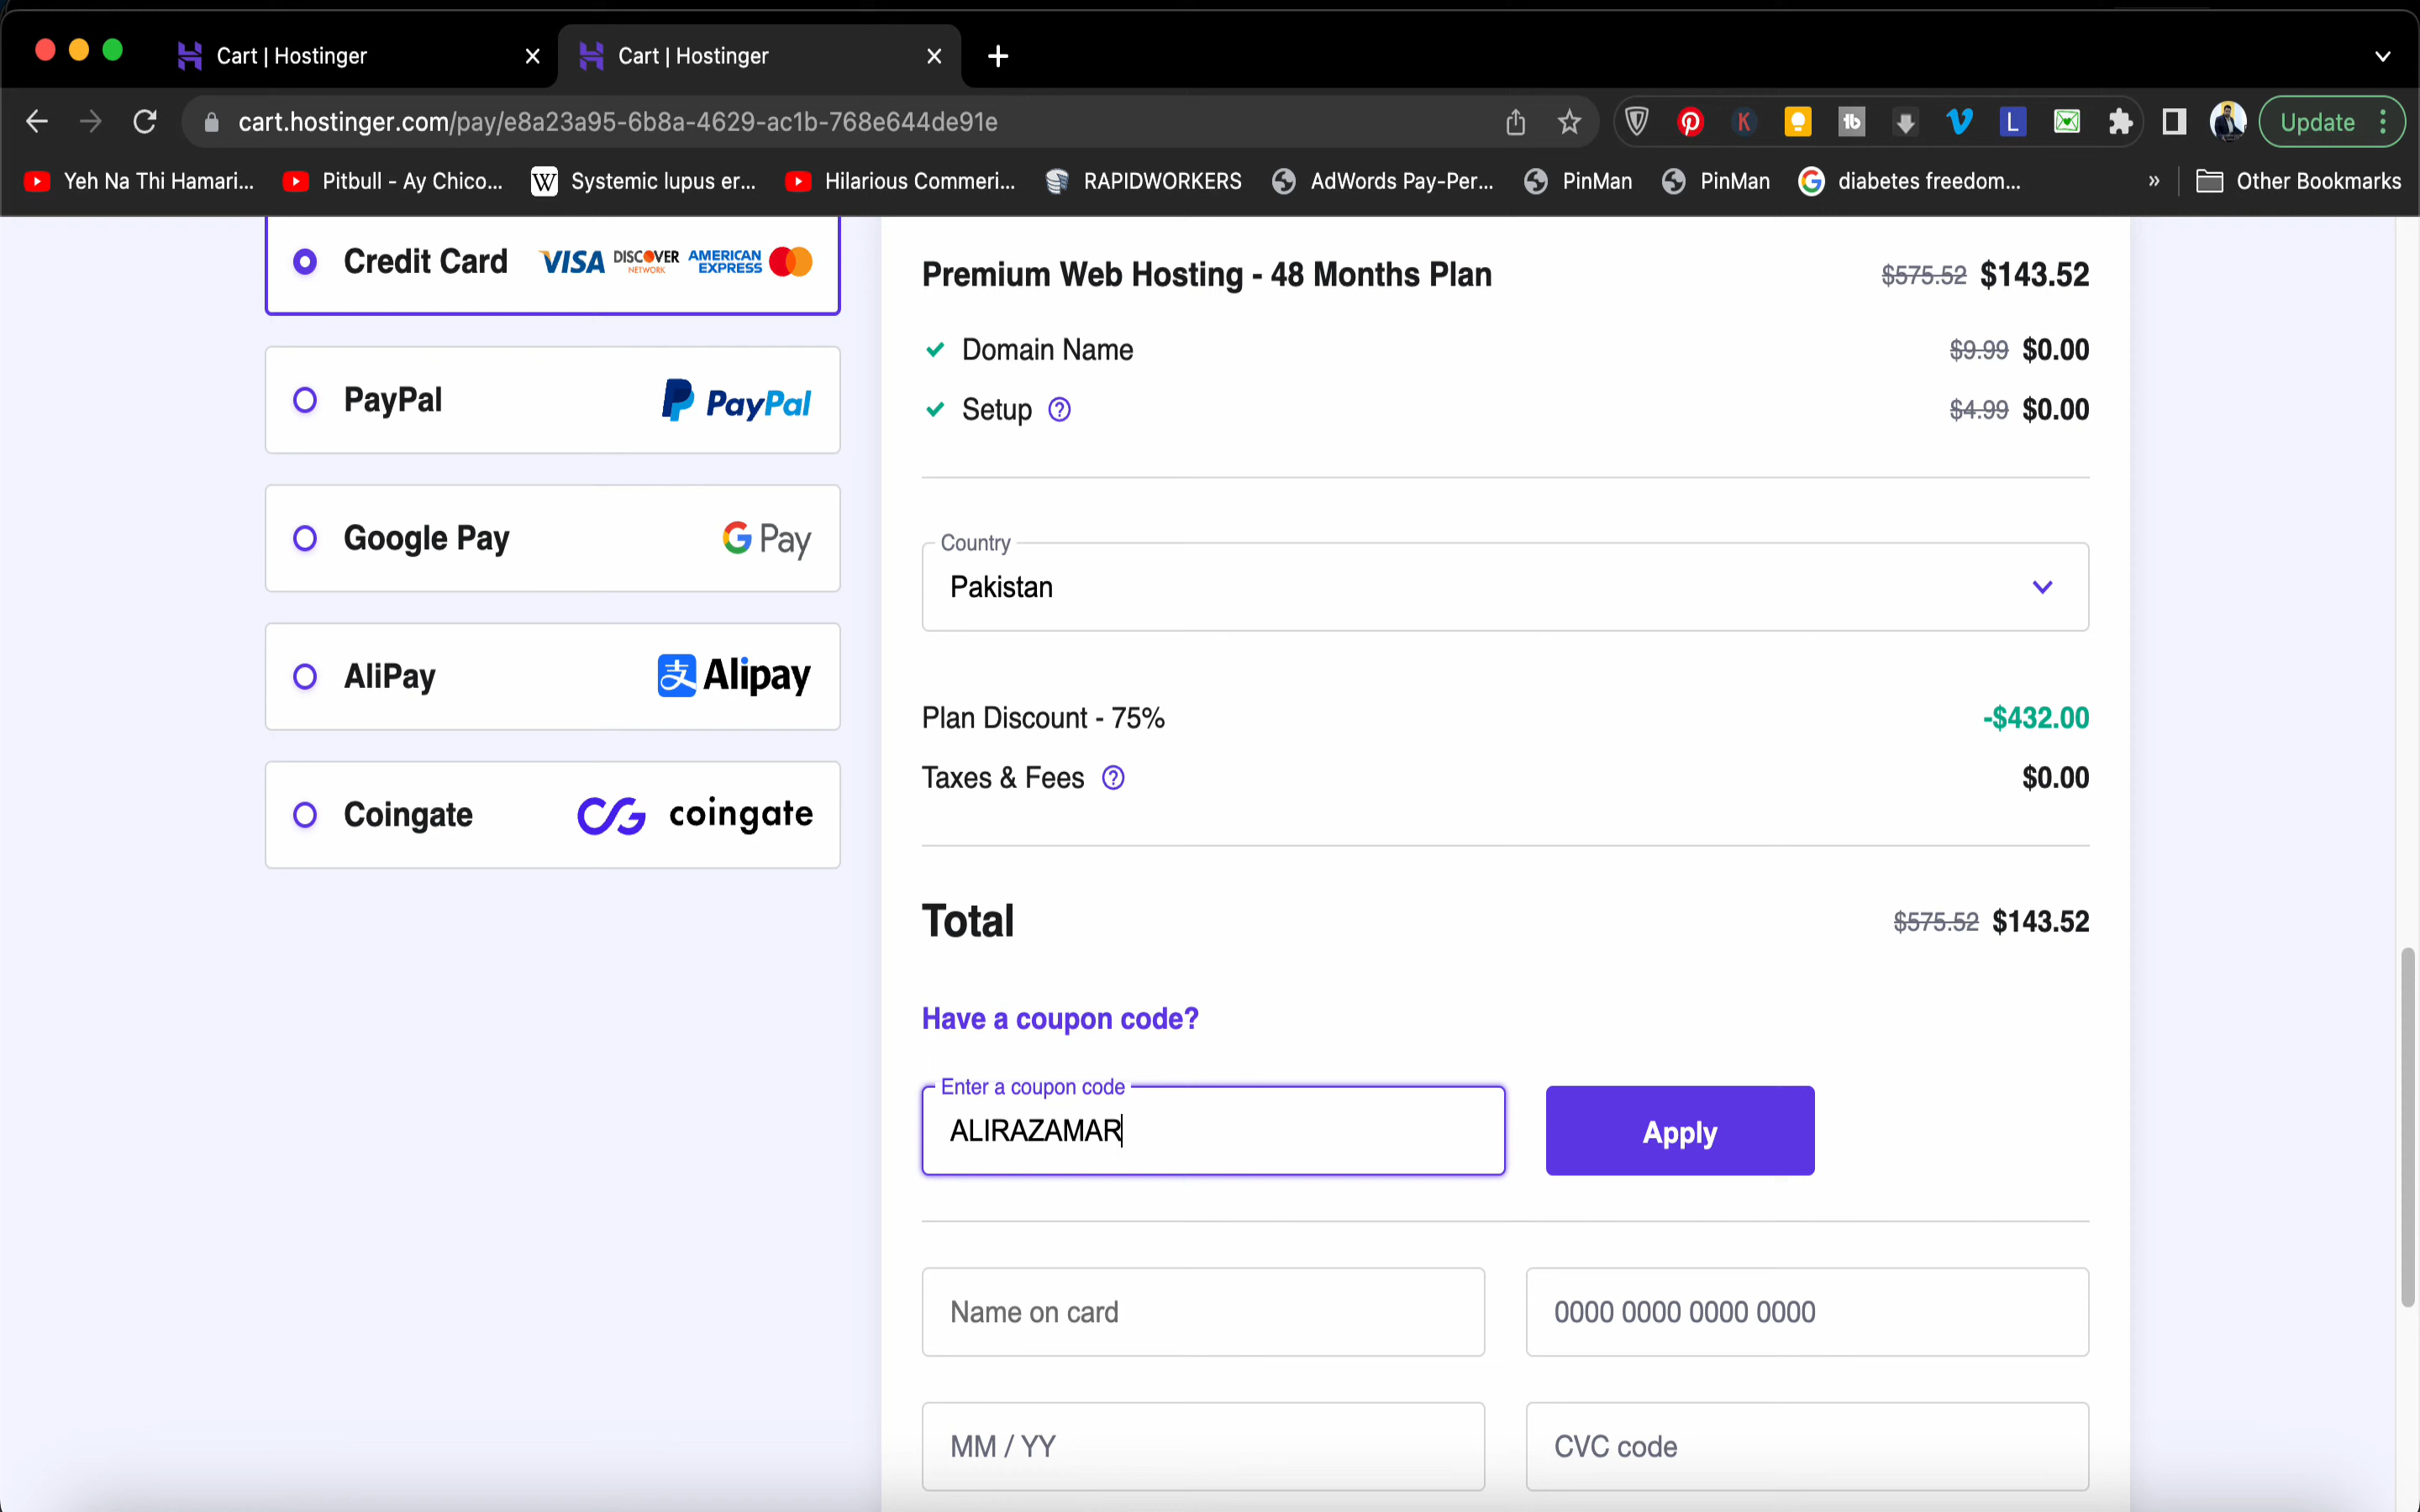 Cart | Hostinger
Cart | Hostinger
cart.hostinger.com/pay/e8a23a95-6b8a-4629-ac1b-768e644de91e
Update
Yeh Na Thi Hamari...
Pitbull - Ay Chico...
Systemic lupus er...
Hilarious Commeri...
RAPIDWORKERS
AdWords Pay-Per...
PinMan
PinMan
diabetes freedom...
Other Bookmarks
Credit Card VISA DISCOVER NETWORK AMERICAN EXPRESS
PayPal PayPal
Google Pay G Pay
AliPay 支 Alipay
Coingate CG coingate
Premium Web Hosting - 48 Months Plan $575.52 $143.52
Domain Name $9.99 $0.00
Setup ? $4.99 $0.00
Country
Pakistan
Plan Discount - 75% -$432.00
Taxes & Fees ? $0.00
Total $575.52 $143.52
Have a coupon code?
Enter a coupon code
ALIRAZAMAR
Apply
Name on card
0000 0000 0000 0000
MM / YY
CVC code